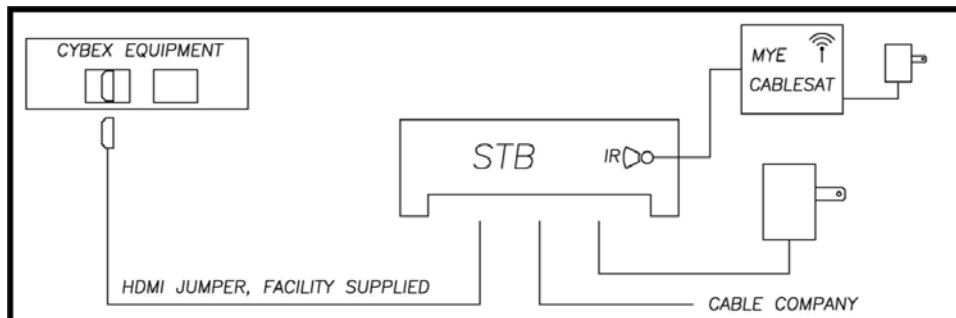 CYBEX EQUIPMENT
MYE
CABLESAT
STB
IR
HDMI JUMPER, FACILITY SUPPLIED
CABLE COMPANY